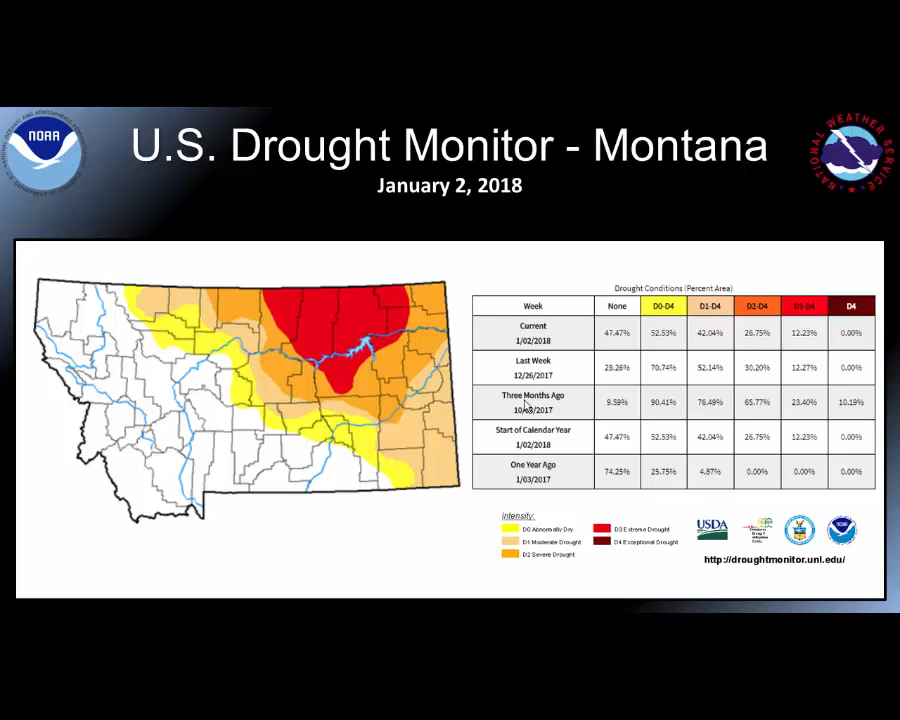 U.S. Drought Monitor - Montana
January 2, 2018
NOAA
NATIONAL WEATHER SERVICE
Drought Conditions (Percent Area)
Week None D0-D4 D1-D4 D2-D4 D3-D4 D4
Current
1/02/2018 47.47% 52.53% 42.04% 26.75% 12.23% 0.00%
Last Week
12/26/2017 29.26% 70.74% 52.14% 30.20% 12.27% 0.00%
Three Months Ago
9.59% 90.41% 76.49% 65.77% 23.40% 10.19%
Start of Calendar Year
1/02/2018 47.47% 52.53% 42.04% 26.75% 12.23% 0.00%
One Year Ago
1/03/2017 74.25% 25.75% 4.87% 0.00% 0.00% 0.00%
Intensity:
D0 Abnormally Dry
D1 Moderate Drought
D2 Severe Drought
D3 Extreme Drought
D4 Exceptional Drought
USDA
NOAA
http://droughtmonitor.unl.edu/